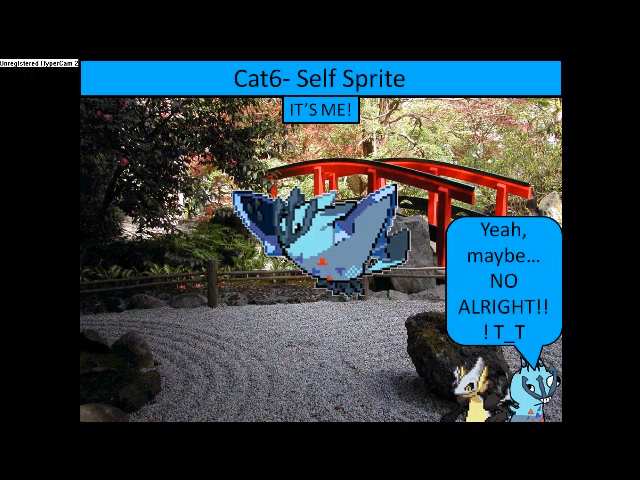 Unregistered HyperCam 2
Cat6- Self Sprite
IT'S ME!
Yeah,
maybe...
NO
ALRIGHT!!
! T_T